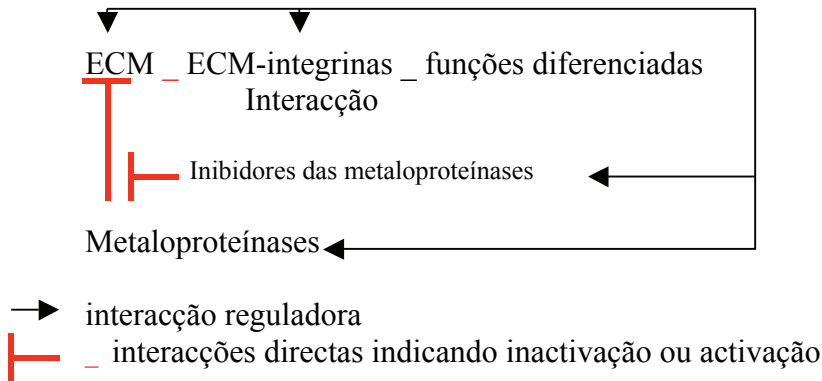 ECM _ ECM-integrinas _ funções diferenciadas
Interacção
Inibidores das metaloproteínases
Metaloproteínases
interacção reguladora
_ interacções directas indicando inactivação ou activação